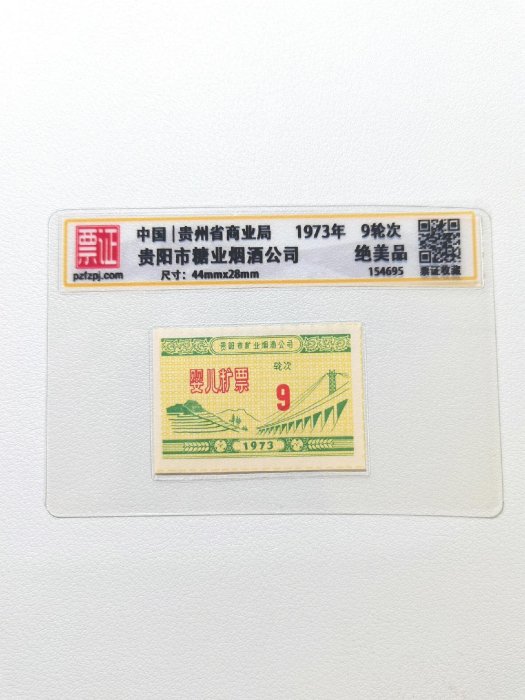 票证
pzfzpj.com
中国|贵州省商业局 1973年 9轮次
贵阳市糖业烟酒公司 绝美品
尺寸:44mmx28mm 154695 票证收藏
贵阳市旷业烟酒公司
轮次
婴儿旷票 9
1973